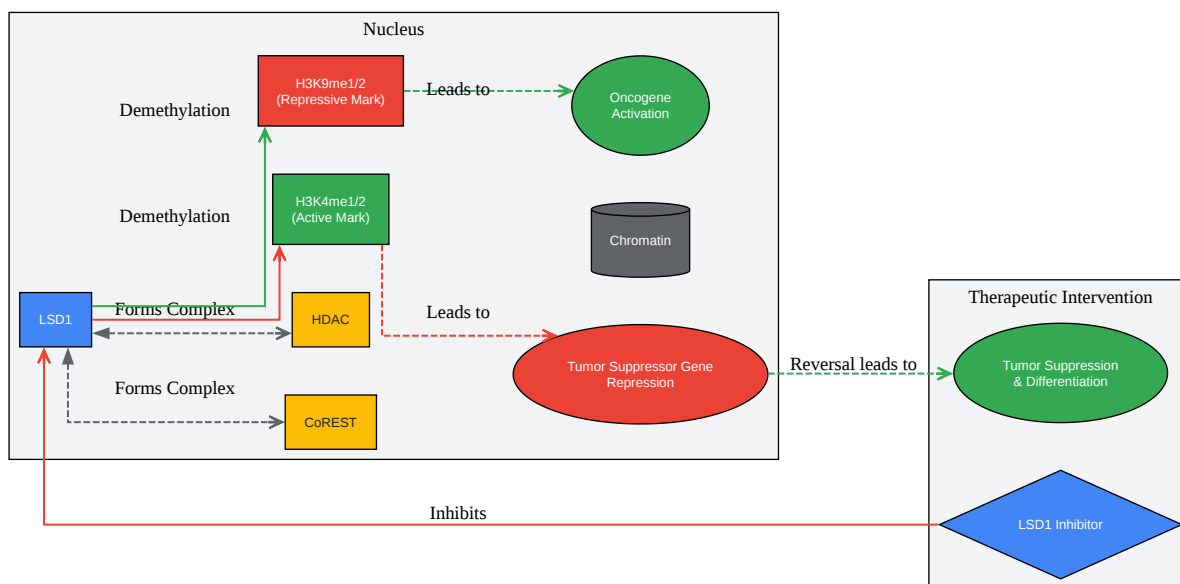 Nucleus
H3K9me1/2
(Repressive Mark)
Leads to
Oncogene
Activation
Demethylation
H3K4me1/2
(Active Mark)
Demethylation
Chromatin
Therapeutic Intervention
LSD1
Forms Complex
HDAC
Leads to
Tumor Suppressor Gene
Repression
Reversal leads to
Tumor Suppression
& Differentiation
Forms Complex
CoREST
Inhibits
LSD1 Inhibitor